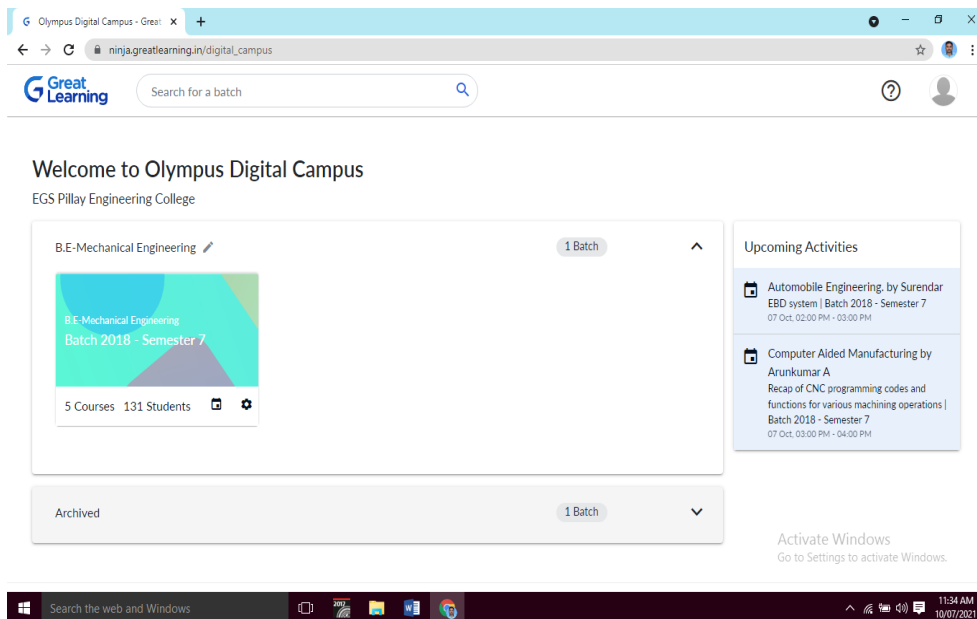 Olympus Digital Campus - Great
ninja.greatlearning.in/digital_campus
Great
Learning
Search for a batch
Welcome to Olympus Digital Campus
EGS Pillay Engineering College
B.E-Mechanical Engineering
1 Batch
B.E-Mechanical Engineering
Batch 2018 - Semester 7
5 Courses 131 Students
Upcoming Activities
Automobile Engineering. by Surendar
EBD system | Batch 2018 - Semester 7
07 Oct, 02:00 PM - 03:00 PM
Computer Aided Manufacturing by
Arunkumar A
Recap of CNC programming codes and
functions for various machining operations |
Batch 2018 - Semester 7
07 Oct, 03:00 PM - 04:00 PM
Archived
1 Batch
Activate Windows
Go to Settings to activate Windows.
Search the web and Windows
2012
11:34 AM
10/07/2021